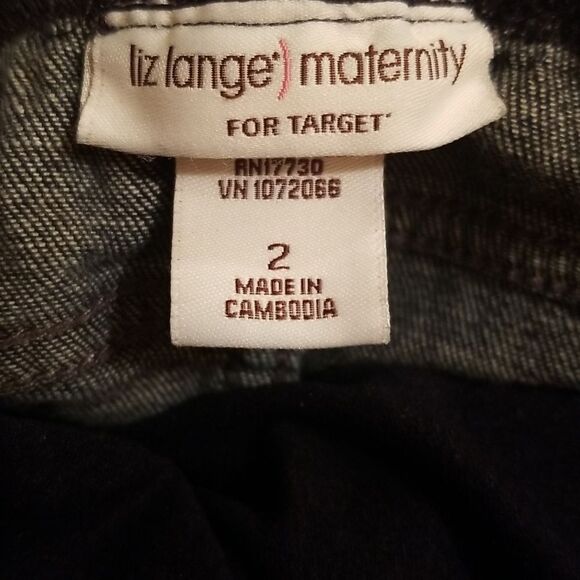 liz lange maternity
FOR TARGET
RN17730
VN 1072066
2
MADE IN
CAMBODIA